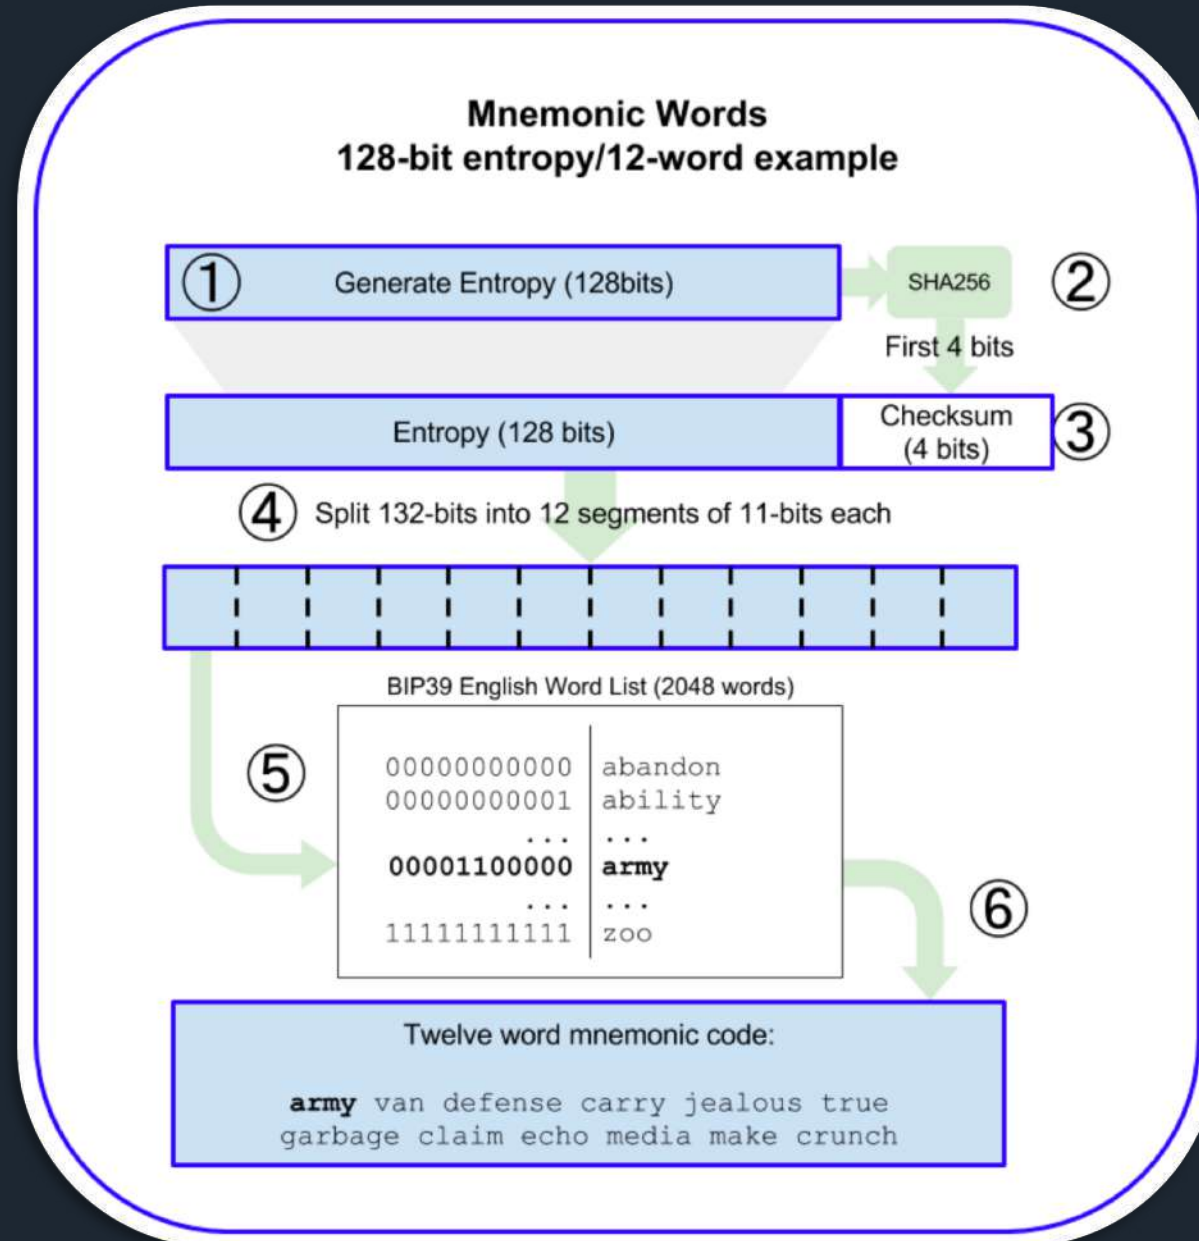 Mnemonic Words
128-bit entropy/12-word example
① Generate Entropy (128bits) SHA256 ②
First 4 bits
Entropy (128 bits) Checksum (4 bits) ③
④ Split 132-bits into 12 segments of 11-bits each
BIP39 English Word List (2048 words)
⑤
00000000000 abandon
00000000001 ability
... ...
00001100000 army
... ...
11111111111 zoo
⑥
Twelve word mnemonic code:
army van defense carry jealous true
garbage claim echo media make crunch